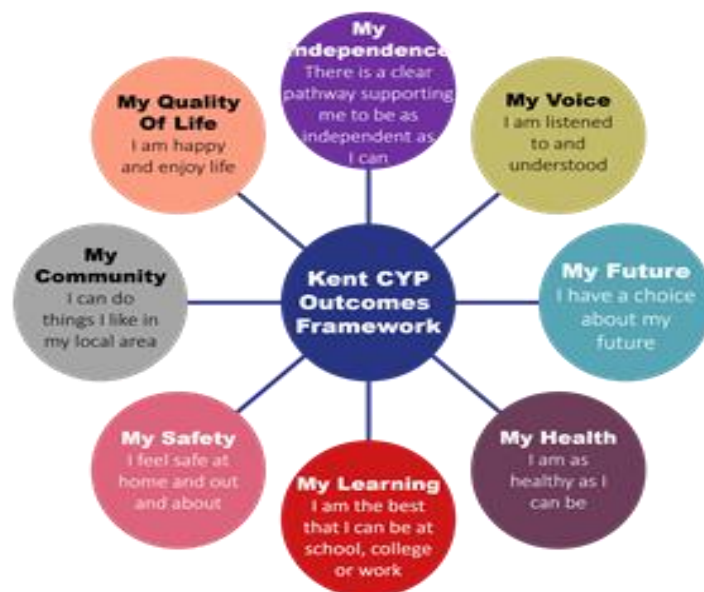 My
Independence
There is a clear
pathway supporting
me to be as
independent as
I can
My Voice
I am listened
to and
understood
My Future
I have a choice
about my
future
My Health
I am as
healthy as I
can be
My Learning
I am the best
that I can be at
school, college
or work
My Safety
I feel safe at
home and out
and about
My
Community
I can do
things I like in
my local area
My Quality
Of Life
I am happy
and enjoy life
Kent CYP
Outcomes
Framework